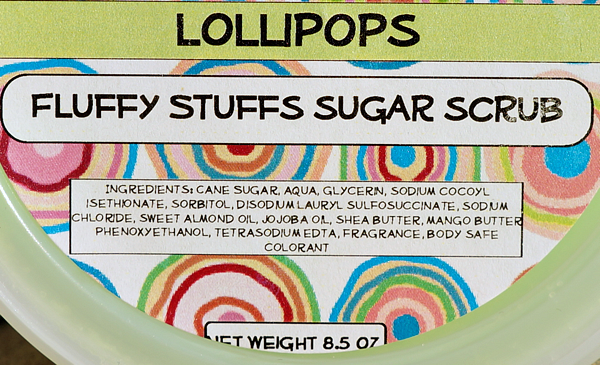 LOLLIPOPS
FLUFFY STUFFS SUGAR SCRUB
INGREDIENTS: CANE SUGAR, AQUA, GLYCERIN, SODIUM COCOYL
ISETHIONATE, SORBITOL, DISODIUM LAURYL SULFOSUCCINATE, SODIUM
CHLORIDE, SWEET ALMOND OIL, JOJOBA OIL, SHEA BUTTER, MANGO BUTTER
PHENOXYETHANOL, TETRASODIUM EDTA, FRAGRANCE, BODY SAFE
COLORANT
NET WEIGHT 8.5 OZ